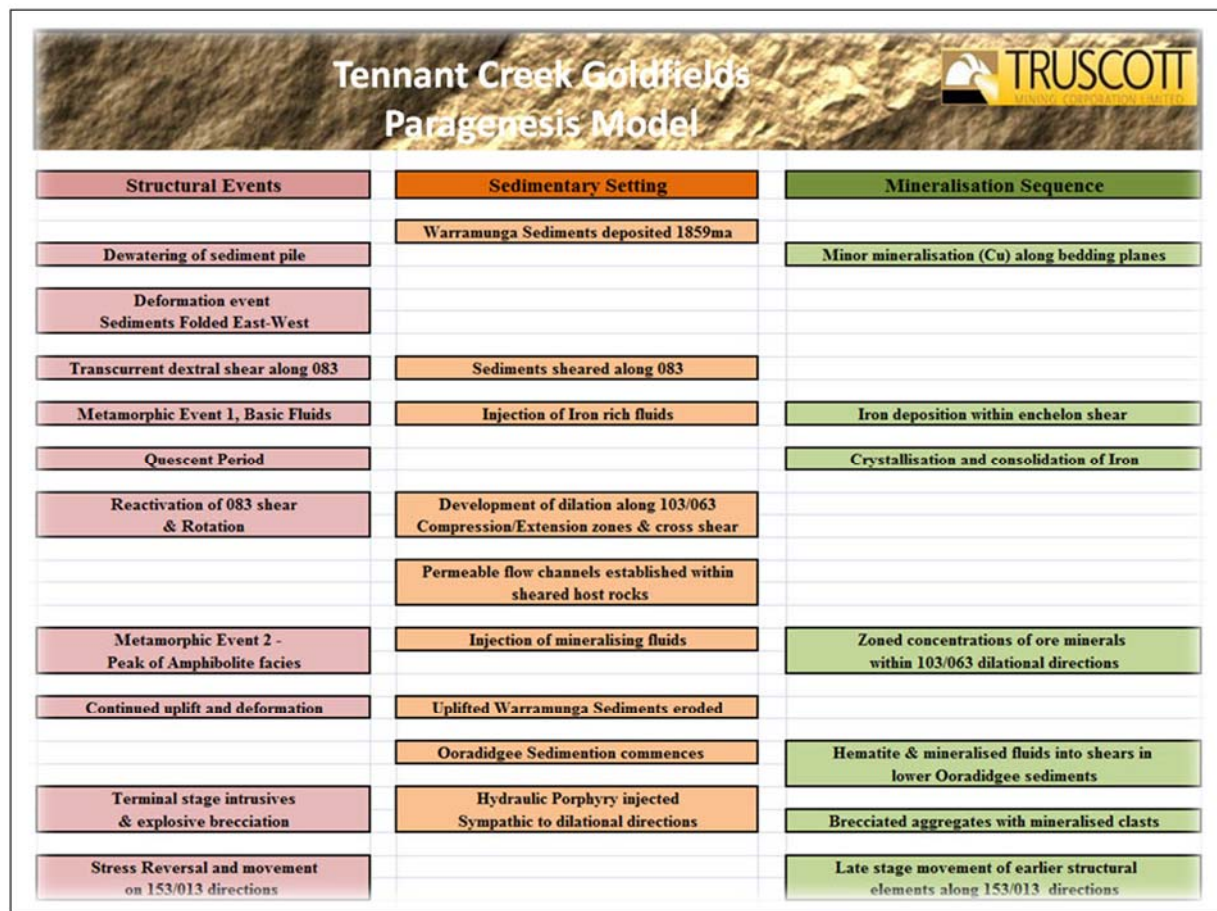 Tennant Creek Goldfields
Paragenesis Model
TRUSCOTT
MINING CORPORATION LIMITED
Structural Events
Sedimentary Setting
Mineralisation Sequence
Warramunga Sediments deposited 1859ma
Dewatering of sediment pile
Minor mineralisation (Cu) along bedding planes
Deformation event
Sediments Folded East-West
Transcurrent dextral shear along 083
Sediments sheared along 083
Metamorphic Event 1, Basic Fluids
Injection of Iron rich fluids
Iron deposition within enchelon shear
Quescent Period
Crystallisation and consolidation of Iron
Reactivation of 083 shear
& Rotation
Development of dilation along 103/063
Compression/Extension zones & cross shear
Permeable flow channels established within
sheared host rocks
Metamorphic Event 2 -
Peak of Amphibolite facies
Injection of mineralising fluids
Zoned concentrations of ore minerals
within 103/063 dilational directions
Continued uplift and deformation
Uplifted Warramunga Sediments eroded
Ooradidgee Sedimention commences
Hematite & mineralised fluids into shears in
lower Ooradidgee sediments
Terminal stage intrusives
& explosive brecciation
Hydraulic Porphyry injected
Sympathic to dilational directions
Brecciated aggregates with mineralised clasts
Stress Reversal and movement
on 153/013 directions
Late stage movement of earlier structural
elements along 153/013 directions